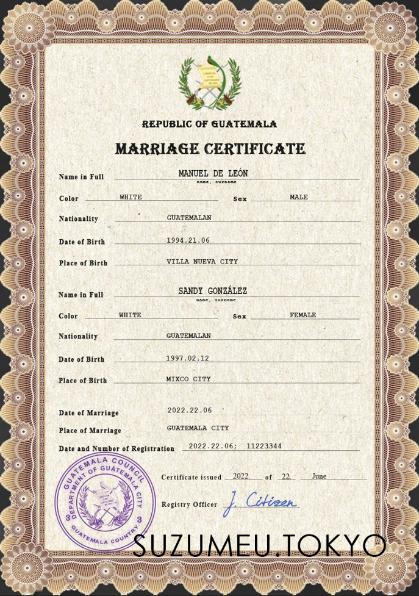 REPUBLIC OF GUATEMALA
MARRIAGE CERTIFICATE
Name in Full MANUEL DE LEÓN
name, surname
Color WHITE Sex MALE
Nationality GUATEMALAN
Date of Birth 1994.21.06
Place of Birth VILLA NUEVA CITY
Name in Full SANDY GONZÁLEZ
name, surname
Color WHITE Sex FEMALE
Nationality GUATEMALAN
Date of Birth 1997.02.12
Place of Birth MIXCO CITY
Date of Marriage 2022.22.06
Place of Marriage GUATEMALA CITY
Date and Number of Registration 2022.22.06; 11223344
Certificate issued 2022 of 22 June
Registry Officer J. Citizen
GUATEMALA COUNCIL
DEPARTMENT OF GUATEMALA CITY
GUATEMALA COUNTRY
SUZUMEU.TOKYO